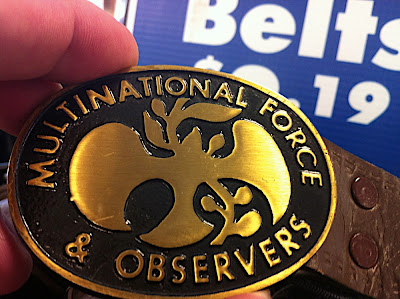 Belts
MULTINATIONAL FORCE
& OBSERVERS